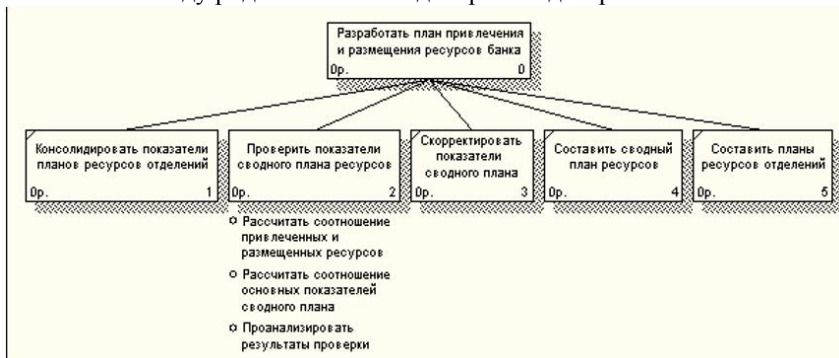 Разработать план привлечения
и размещения ресурсов банка
0р. 0
Консолидировать показатели
планов ресурсов отделений
0р. 1
Проверить показатели
сводного плана ресурсов
0р. 2
Скорректировать
показатели
сводного плана
0р. 3
Составить сводный
план ресурсов
0р. 4
Составить планы
ресурсов отделений
0р. 5
Рассчитать соотношение
привлеченных и
размещенных ресурсов
Рассчитать соотношение
основных показателей
сводного плана
Проанализировать
результаты проверки